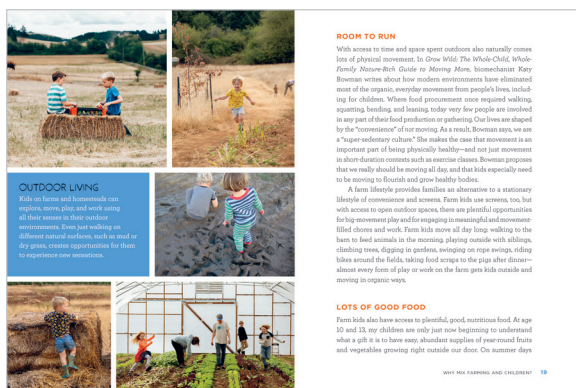 OUTDOOR LIVING
Kids on farms and homesteads can
explore, move, play, and work using
all their senses in their outdoor
environments. Even just walking on
different natural surfaces, such as mud or
dry grass, creates opportunities for them
to experience new sensations.
ROOM TO RUN
With access to time and space spent outdoors also naturally comes
lots of physical movement. In Grow Wild: The Whole-Child, Whole-
Family Nature-Rich Guide to Moving More, biomechanist Katy
Bowman writes about how modern environments have eliminated
most of the organic, everyday movement from people's lives, includ-
ing for children. Where food procurement once required walking,
squatting, bending, and leaning, today very few people are involved
in any part of their food production or gathering. Our lives are shaped
by the "convenience" of not moving. As a result, Bowman says, we are
a "super-sedentary culture." She makes the case that movement is an
important part of being physically healthy—and not just movement
in short-duration contexts such as exercise classes. Bowman proposes
that we really should be moving all day, and that kids especially need
to be moving to flourish and grow healthy bodies.
A farm lifestyle provides families an alternative to a stationary
lifestyle of convenience and screens. Farm kids use screens, too, but
with access to open outdoor spaces, there are plentiful opportunities
for big-movement play and for engaging in meaningful and movement-
filled chores and work. Farm kids move all day long: walking to the
barn to feed animals in the morning, playing outside with siblings,
climbing trees, digging in gardens, swinging on rope swings, riding
bikes around the fields, taking food scraps to the pigs after dinner—
almost every form of play or work on the farm gets kids outside and
moving in organic ways.
LOTS OF GOOD FOOD
Farm kids also have access to plentiful, good, nutritious food. At age
10 and 13, my children are only just now beginning to understand
what a gift it is to have easy, abundant supplies of year-round fruits
and vegetables growing right outside our door. On summer days
WHY MIX FARMING AND CHILDREN? 19